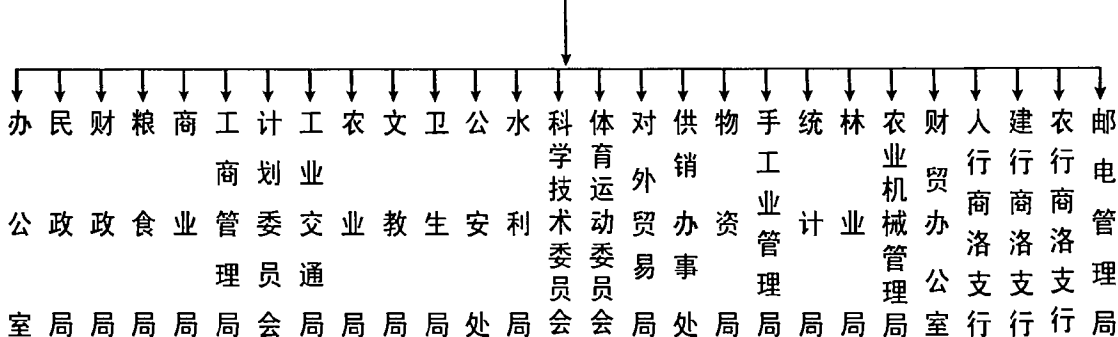 办公室
民政局
财政局
粮食局
商业局
工商管理局
计划委员会
工业交通局
农业局
文教局
卫生局
公安处
水利局
科学技术委员会
体育运动委员会
对外贸易局
供销办事处
物资局
手工业管理局
统计局
林业局
农业机械管理局
财贸办公室
人行商洛支行
建行商洛支行
农行商洛支行
邮电管理局